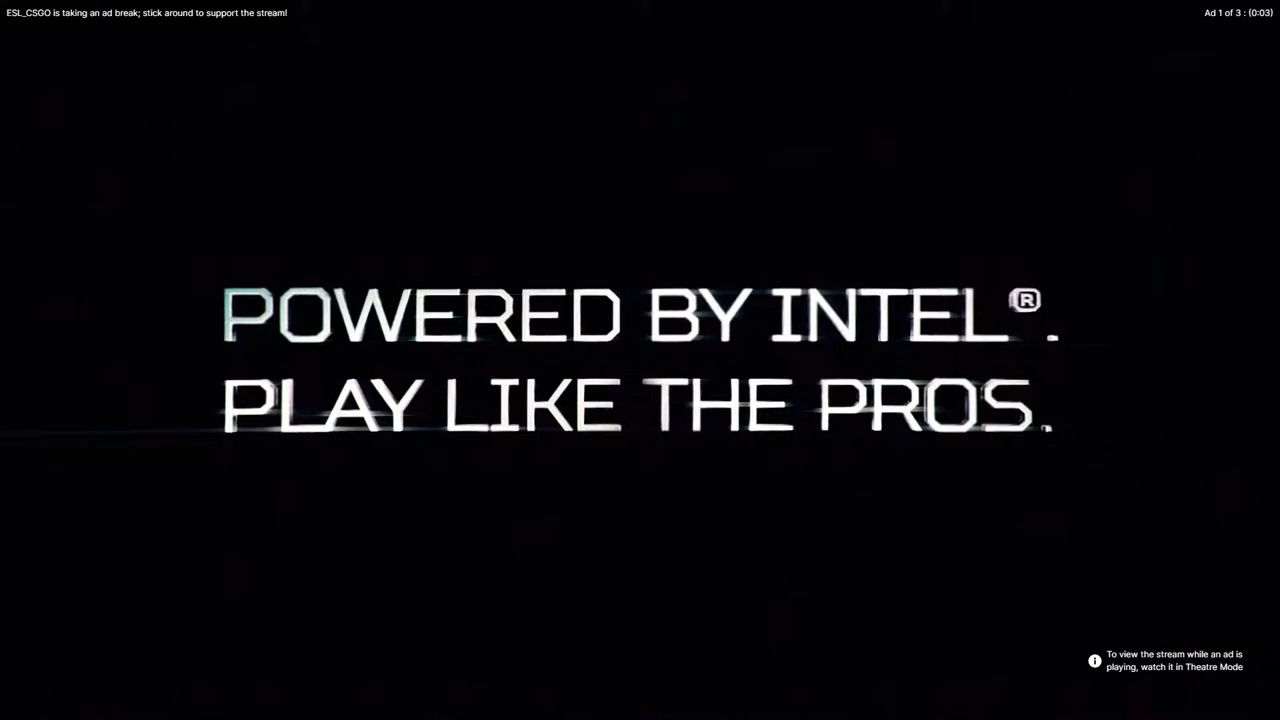 ESL_CSGO is taking an ad break; stick around to support the stream!
Ad 1 of 3 : (0:03)
POWERED BY INTEL®.
PLAY LIKE THE PROS.
To view the stream while an ad is
playing, watch it in Theatre Mode